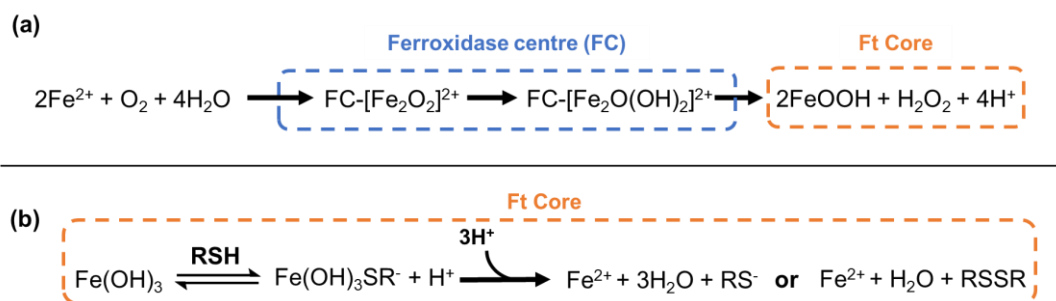 (a)
Ferroxidase centre (FC)
Ft Core
2Fe²⁺ + O₂ + 4H₂O → FC-[Fe₂O₂]²⁺ → FC-[Fe₂O(OH)₂]²⁺ → 2FeOOH + H₂O₂ + 4H⁺
(b)
Ft Core
3H⁺
Fe(OH)₃ RSH ⇌ Fe(OH)₃SR⁻ + H⁺ → Fe²⁺ + 3H₂O + RS⁻ or Fe²⁺ + H₂O + RSSR